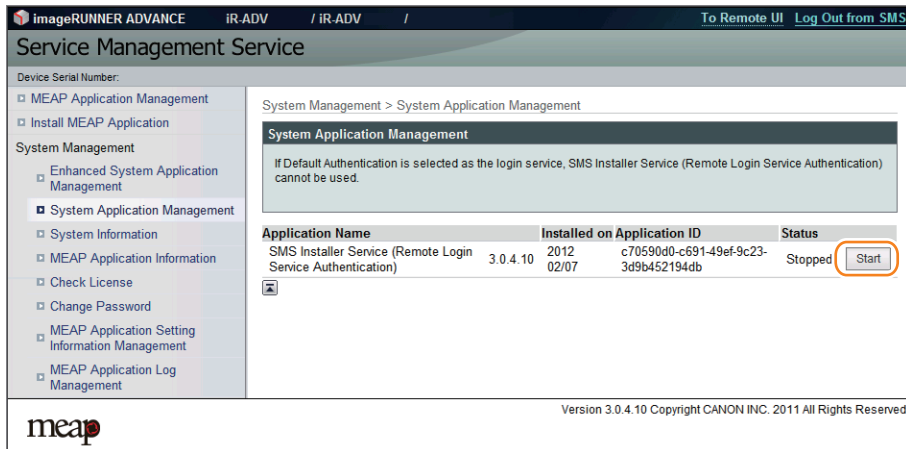 imageRUNNER ADVANCE iR-ADV / iR-ADV / To Remote UI Log Out from SMS
Service Management Service
Device Serial Number:
MEAP Application Management
Install MEAP Application
System Management
Enhanced System Application
Management
System Application Management
System Information
MEAP Application Information
Check License
Change Password
MEAP Application Setting
Information Management
MEAP Application Log
Management
System Management > System Application Management
System Application Management
If Default Authentication is selected as the login service, SMS Installer Service (Remote Login Service Authentication)
cannot be used.
Application Name Installed on Application ID Status
SMS Installer Service (Remote Login
Service Authentication) 3.0.4.10 2012
02/07 c70590d0-c691-49ef-9c23-
3d9b452194db Stopped Start
Version 3.0.4.10 Copyright CANON INC. 2011 All Rights Reserved
meap